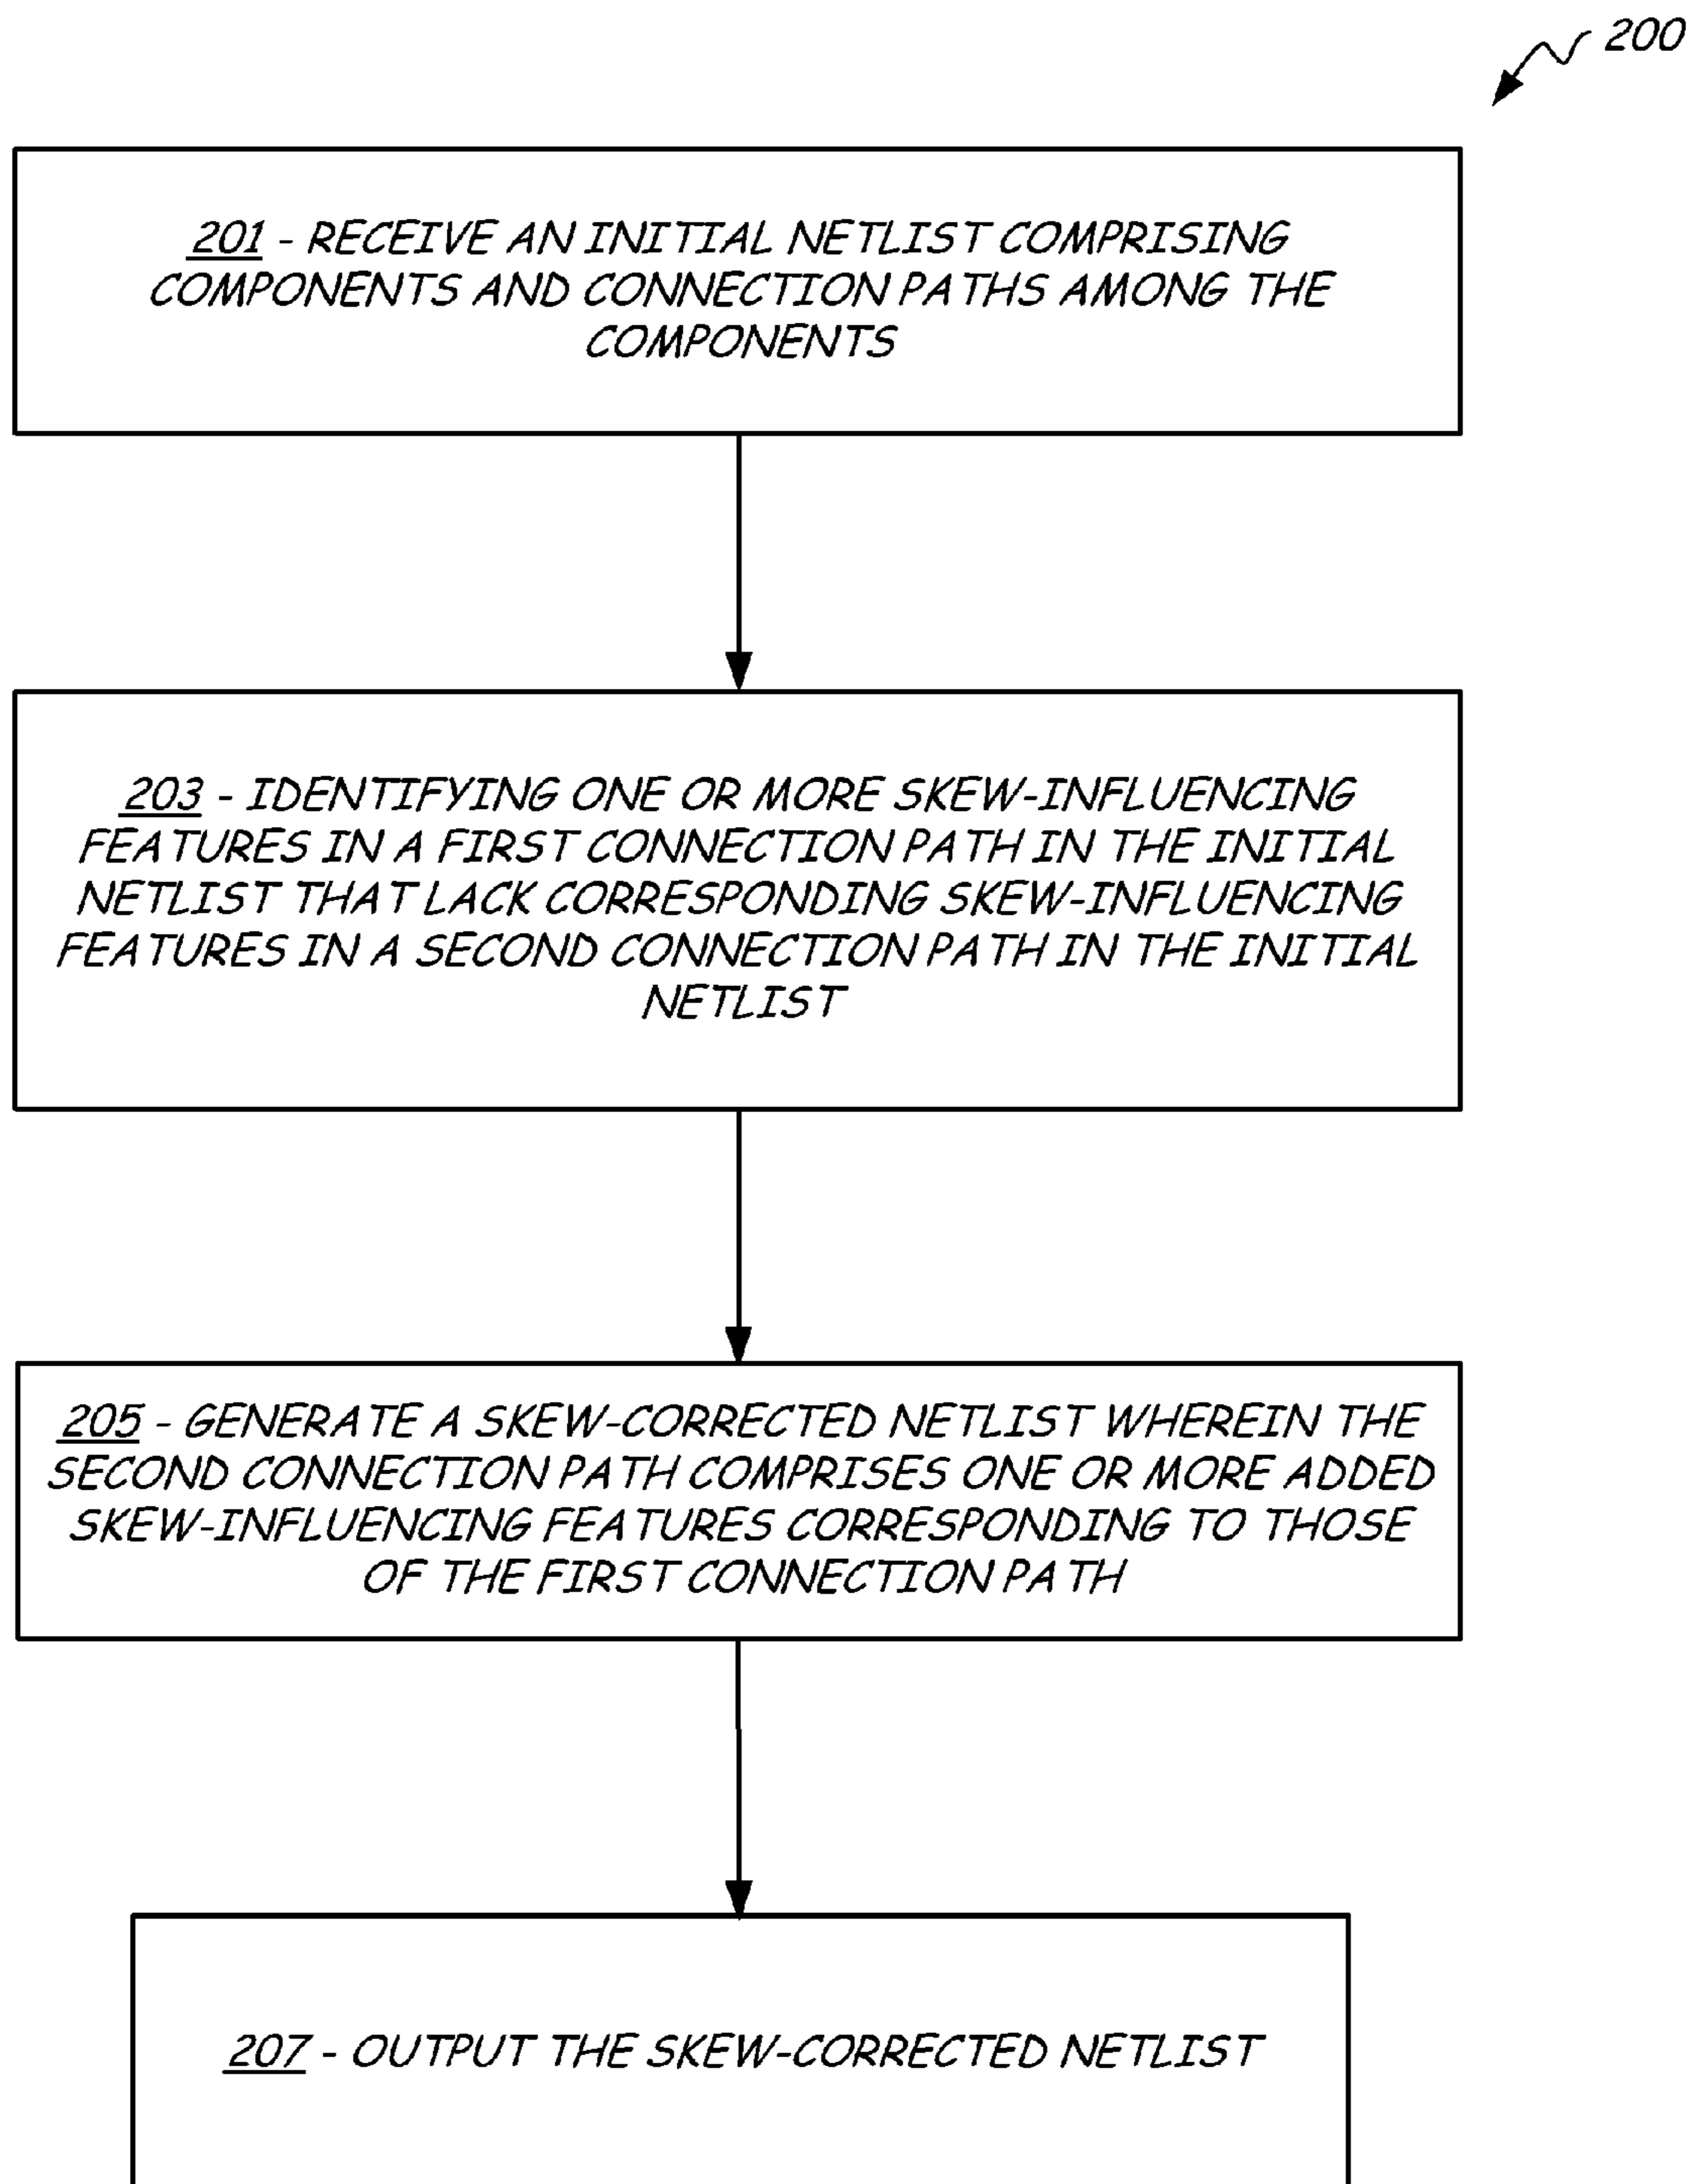 200
201 - RECEIVE AN INITIAL NETLIST COMPRISING
COMPONENTS AND CONNECTION PATHS AMONG THE
COMPONENTS
203 - IDENTIFYING ONE OR MORE SKEW-INFLUENCING
FEATURES IN A FIRST CONNECTION PATH IN THE INITIAL
NETLIST THAT LACK CORRESPONDING SKEW-INFLUENCING
FEATURES IN A SECOND CONNECTION PATH IN THE INITIAL
NETLIST
205 - GENERATE A SKEW-CORRECTED NETLIST WHEREIN THE
SECOND CONNECTION PATH COMPRISES ONE OR MORE ADDED
SKEW-INFLUENCING FEATURES CORRESPONDING TO THOSE
OF THE FIRST CONNECTION PATH
207 - OUTPUT THE SKEW-CORRECTED NETLIST